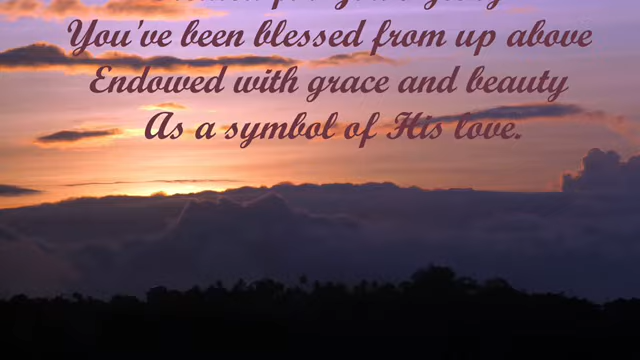 You've been blessed from up above
Endowed with grace and beauty
As a symbol of His love.